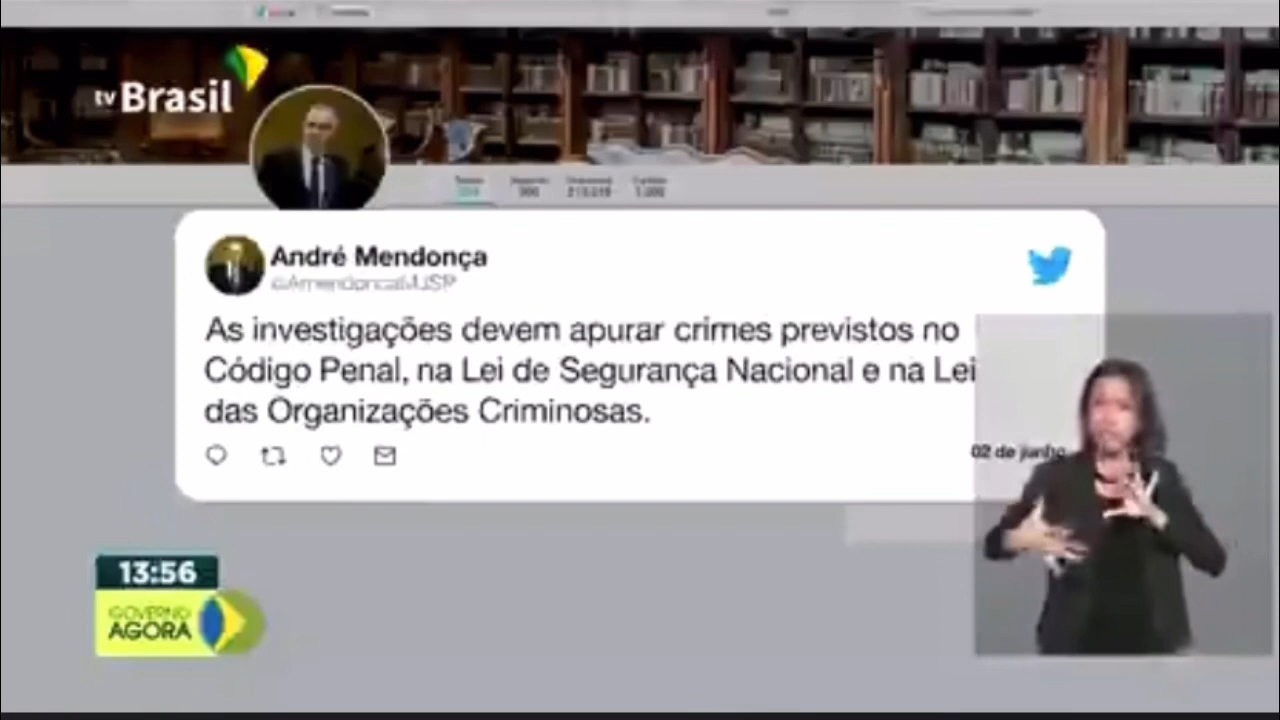 tv Brasil
André Mendonça
@AmendoncaMJSP
As investigações devem apurar crimes previstos no
Código Penal, na Lei de Segurança Nacional e na Lei
das Organizações Criminosas.
02 de junho
13:56
GOVERNO
AGORA